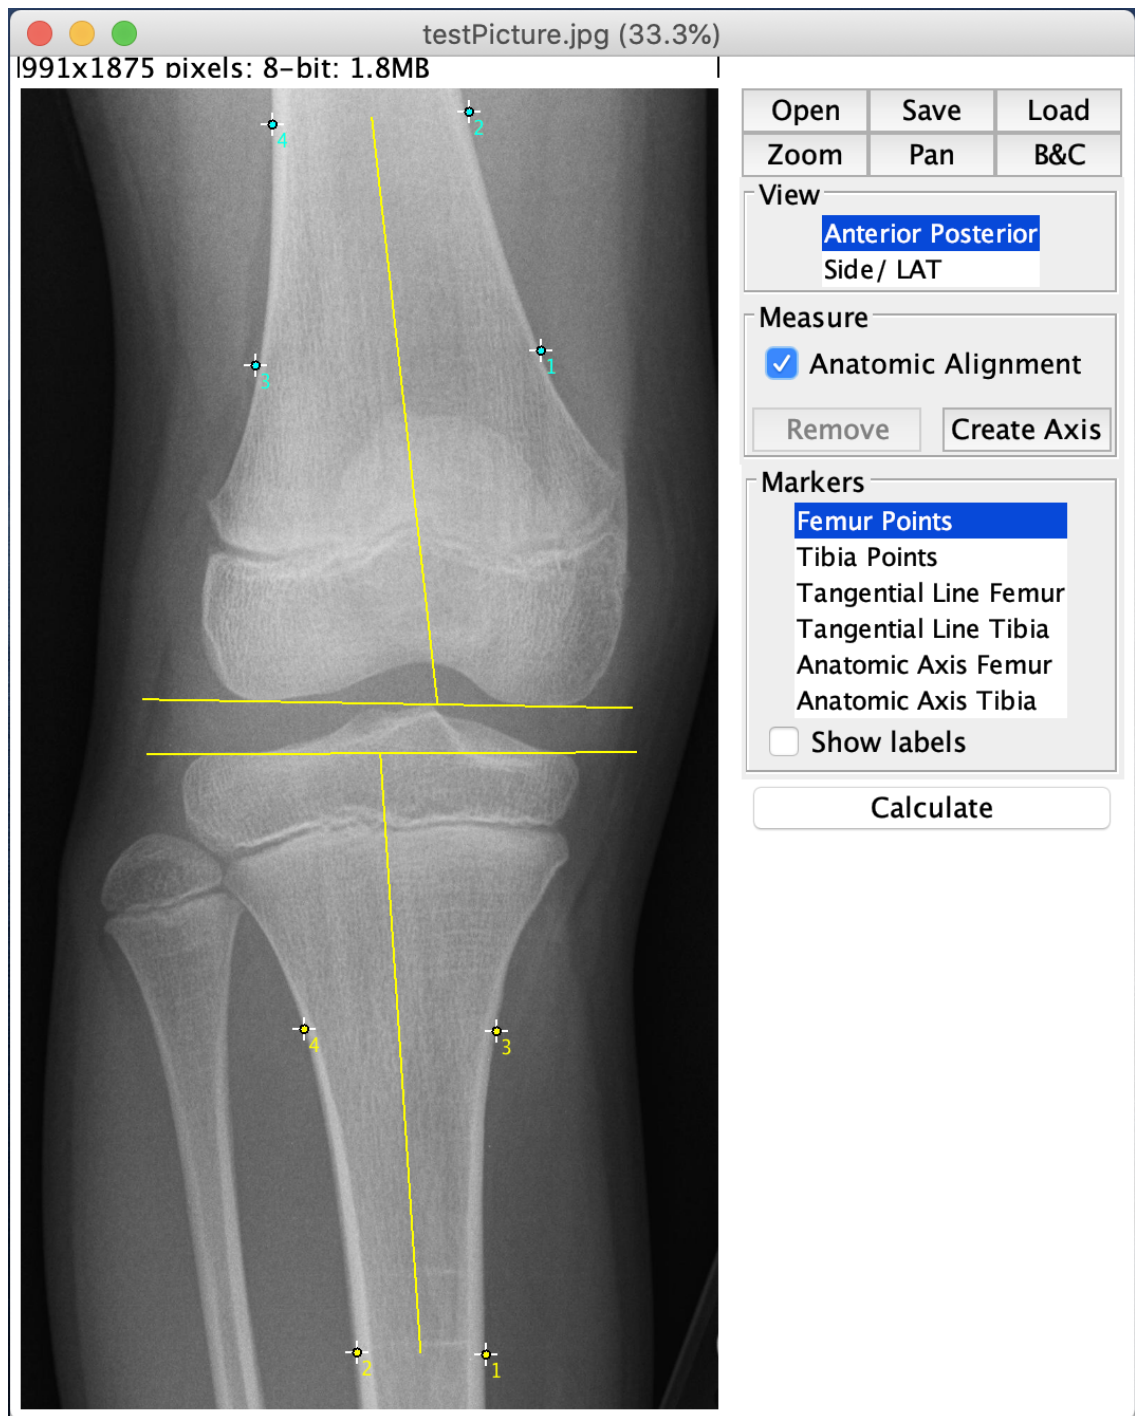 testPicture.jpg (33.3%)
991x1875 pixels: 8-bit: 1.8MB
Open Save Load
Zoom Pan B&C
View
Anterior Posterior
Side/ LAT
Measure
Anatomic Alignment
Remove Create Axis
Markers
Femur Points
Tibia Points
Tangential Line Femur
Tangential Line Tibia
Anatomic Axis Femur
Anatomic Axis Tibia
Show labels
Calculate
4 2
3 1
4 3
2 1